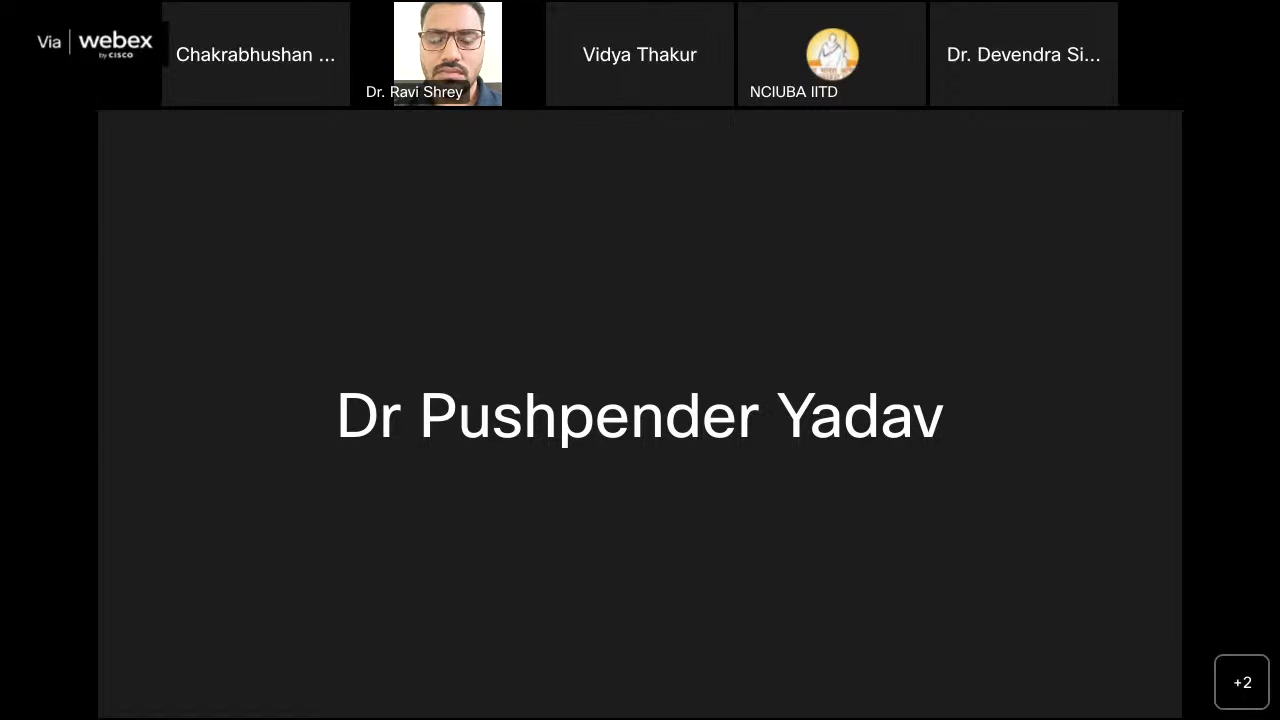 Via webex
by CISCO
Chakrabhushan ...
Dr. Ravi Shrey
Vidya Thakur
NCIUBA IITD
Dr. Devendra Si...
Dr Pushpender Yadav
+2